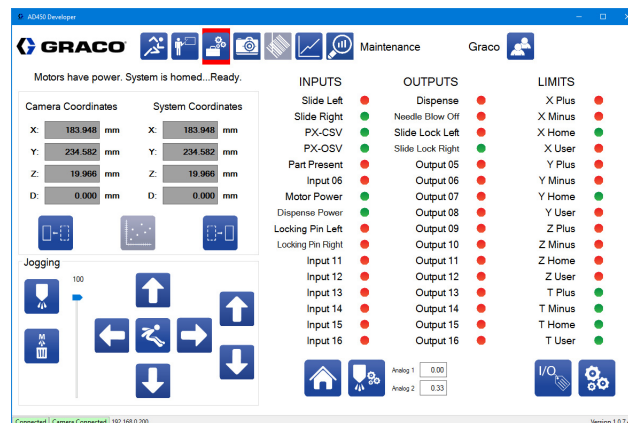 AD450 Developer
GRACO
Maintenance
Graco
Motors have power. System is homed...Ready.
Camera Coordinates
System Coordinates
X: 183.948 mm X: 183.948 mm
Y: 234.582 mm Y: 234.582 mm
Z: 19.966 mm Z: 19.966 mm
D: 0.000 mm D: 0.000 mm
Jogging
100
M
INPUTS OUTPUTS LIMITS
Slide Left Dispense X Plus
Slide Right Needle Blow Off X Minus
PX-CSV Slide Lock Left X Home
PX-OSV Slide Lock Right X User
Part Present Output 05 Y Plus
Input 06 Output 06 Y Minus
Motor Power Output 07 Y Home
Dispense Power Output 08 Y User
Locking Pin Left Output 09 Z Plus
Locking Pin Right Output 10 Z Minus
Input 11 Output 11 Z Home
Input 12 Output 12 Z User
Input 13 Output 13 T Plus
Input 14 Output 14 T Minus
Input 15 Output 15 T Home
Input 16 Output 16 T User
Analog 1 0.00
Analog 2 0.33
I/O
Connected Camera Connected 192.168.0.200 Version 1.0.7